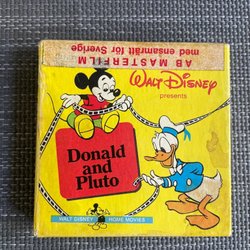 AB MASTERFILM
med ensamrätt för Sverige
WALT DISNEY
presents
Donald
and
Pluto
WALT DISNEY HOME MOVIES